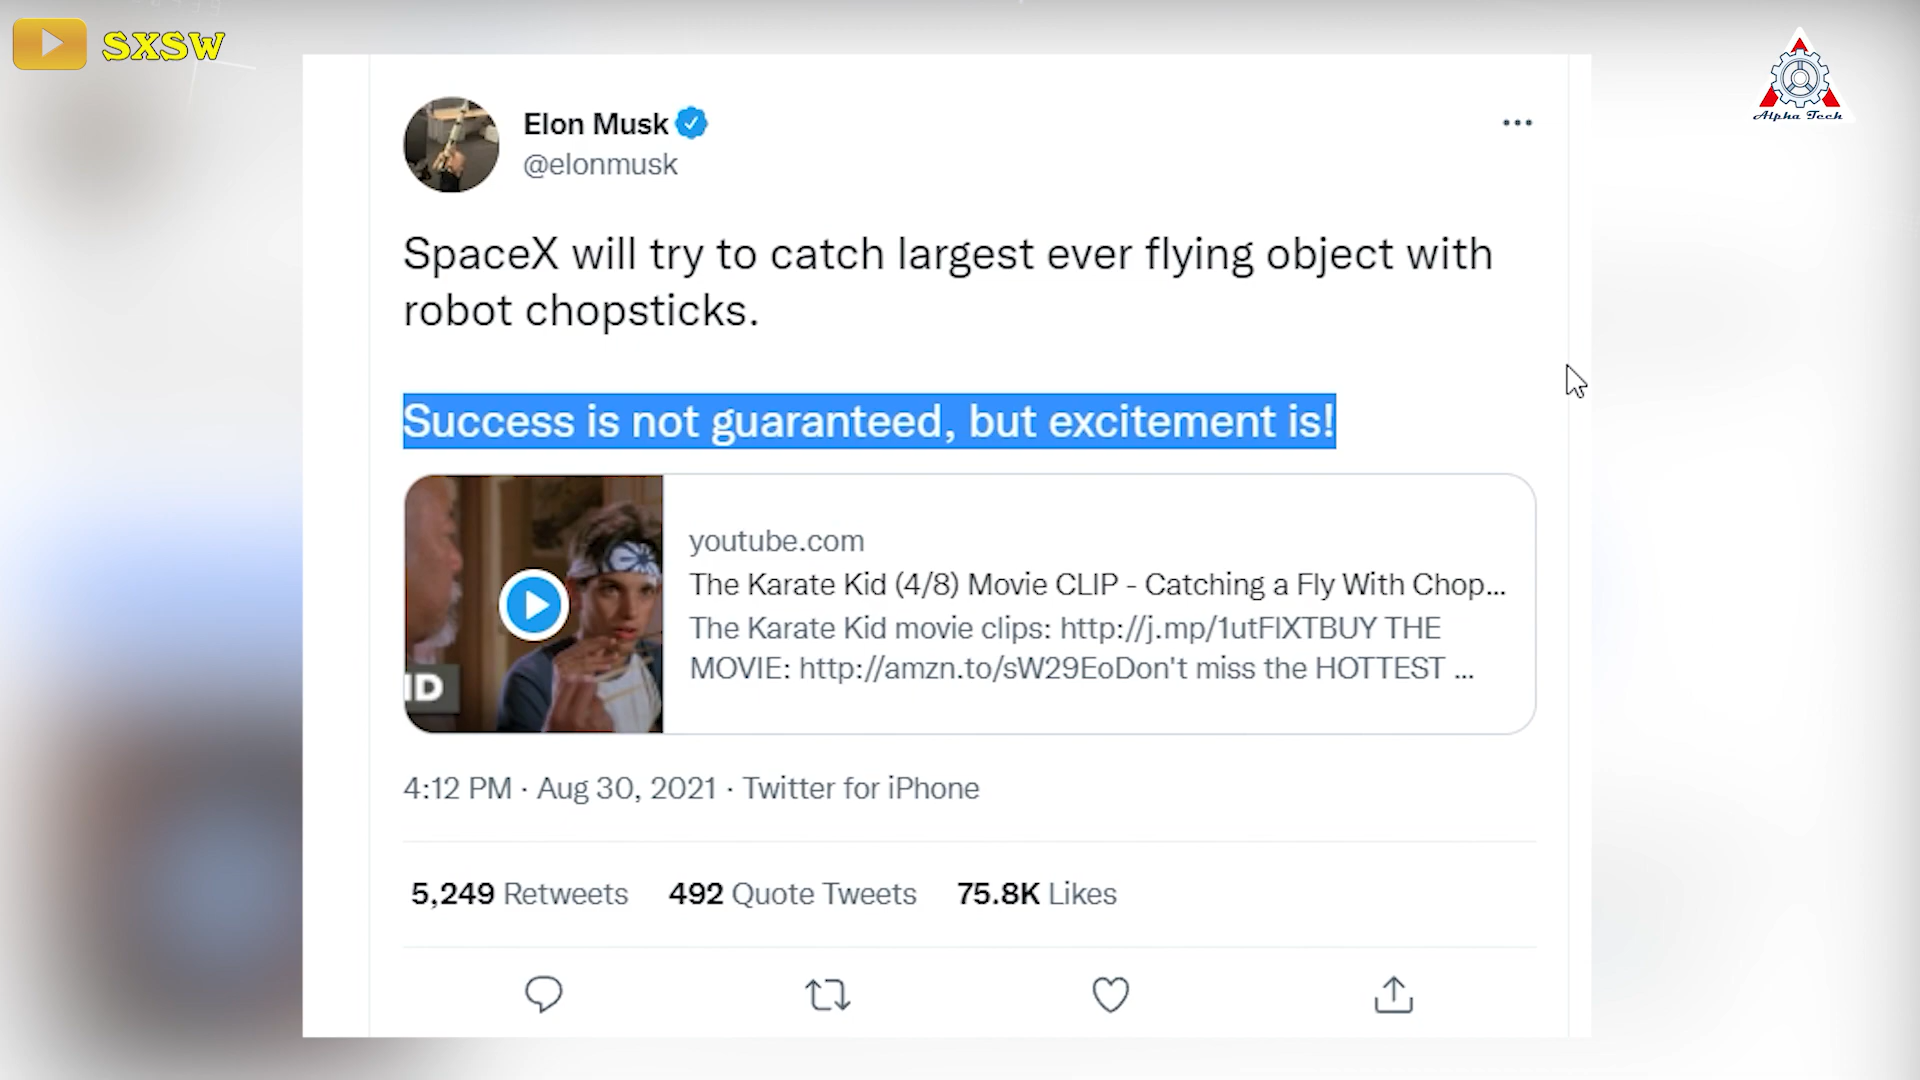 SXSW
Alpha Tech
Elon Musk
@elonmusk
SpaceX will try to catch largest ever flying object with
robot chopsticks.
Success is not guaranteed, but excitement is!
youtube.com
The Karate Kid (4/8) Movie CLIP - Catching a Fly With Chop...
The Karate Kid movie clips: http://j.mp/1utFIXTBUY THE
MOVIE: http://amzn.to/sW29EoDon't miss the HOTTEST ...
ID
4:12 PM · Aug 30, 2021 · Twitter for iPhone
5,249 Retweets 492 Quote Tweets 75.8K Likes